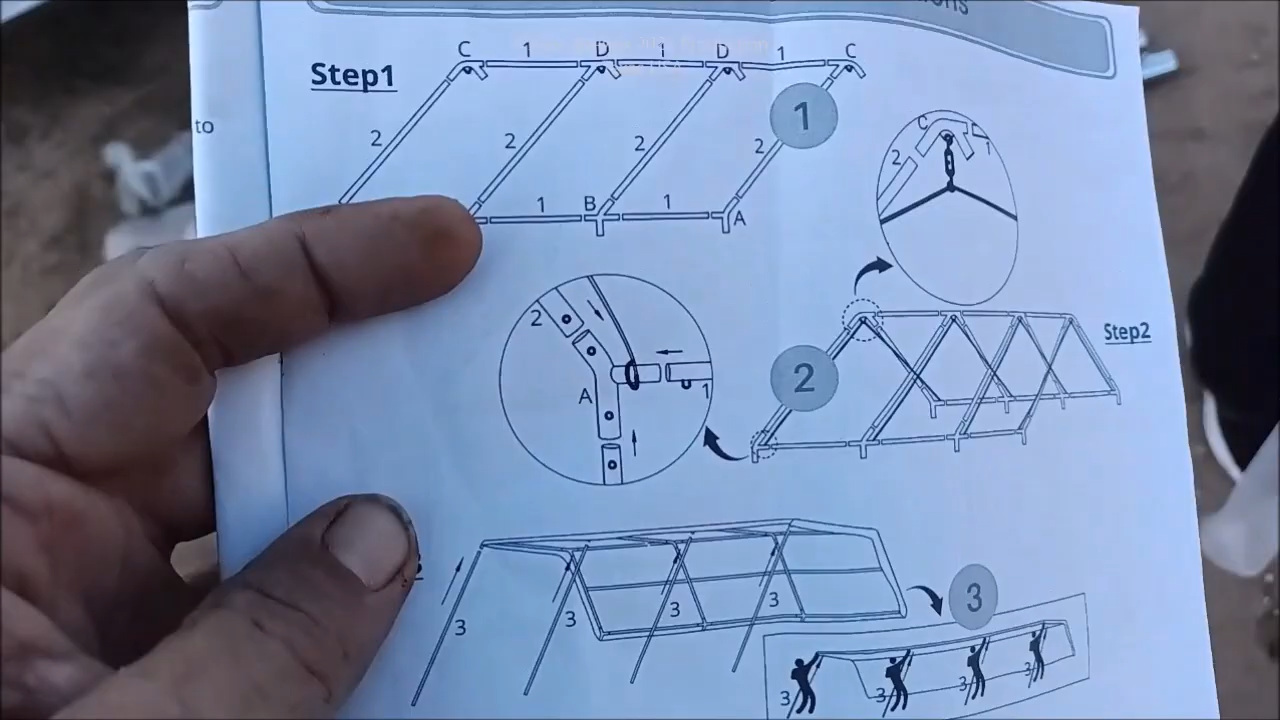 ons
to
Step1
C 1 D 1 D 1 C
2 2 2 2
1
1 B 1 A
C
2 1
2
A
1
Step2
2
3 3 3 3
3
3 3 3 3